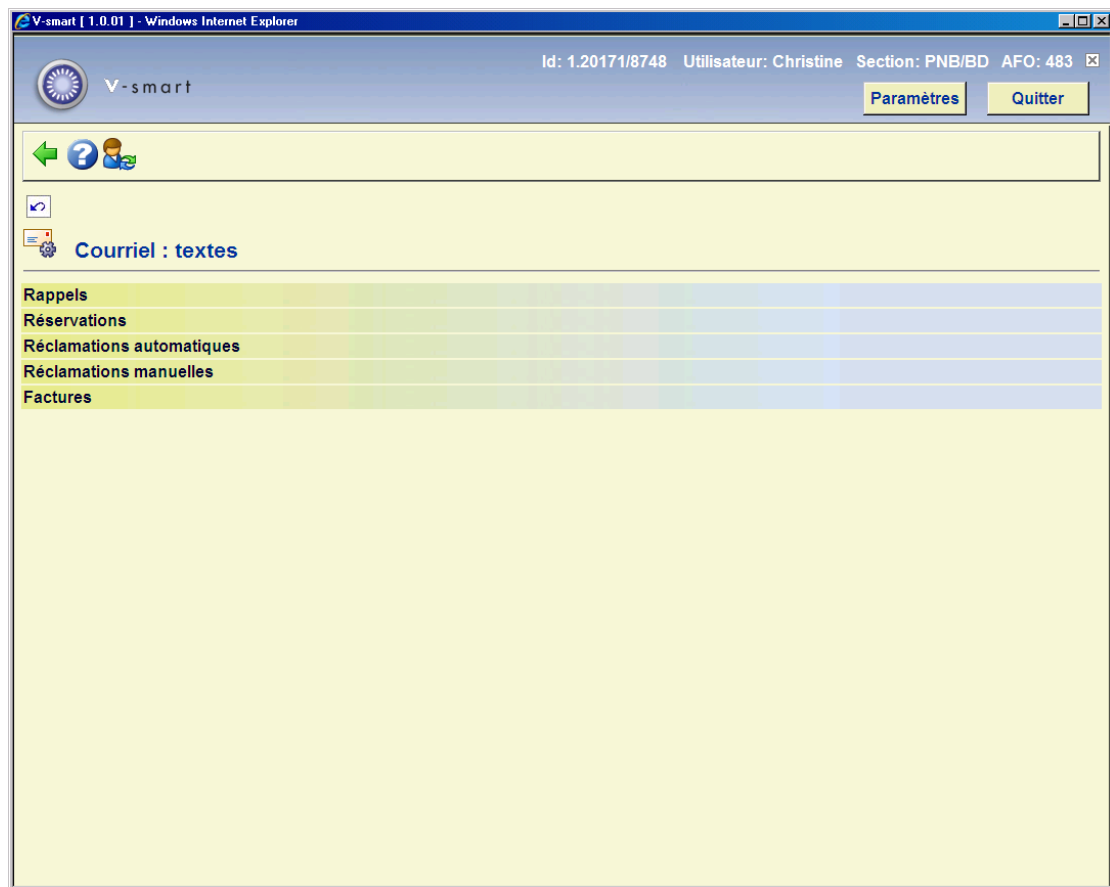 V-smart [ 1.0.01 ] - Windows Internet Explorer
Id: 1.20171/8748 Utilisateur: Christine Section: PNB/BD AFO: 483
V-smart
Paramètres Quitter
Courriel : textes
Rappels
Réservations
Réclamations automatiques
Réclamations manuelles
Factures